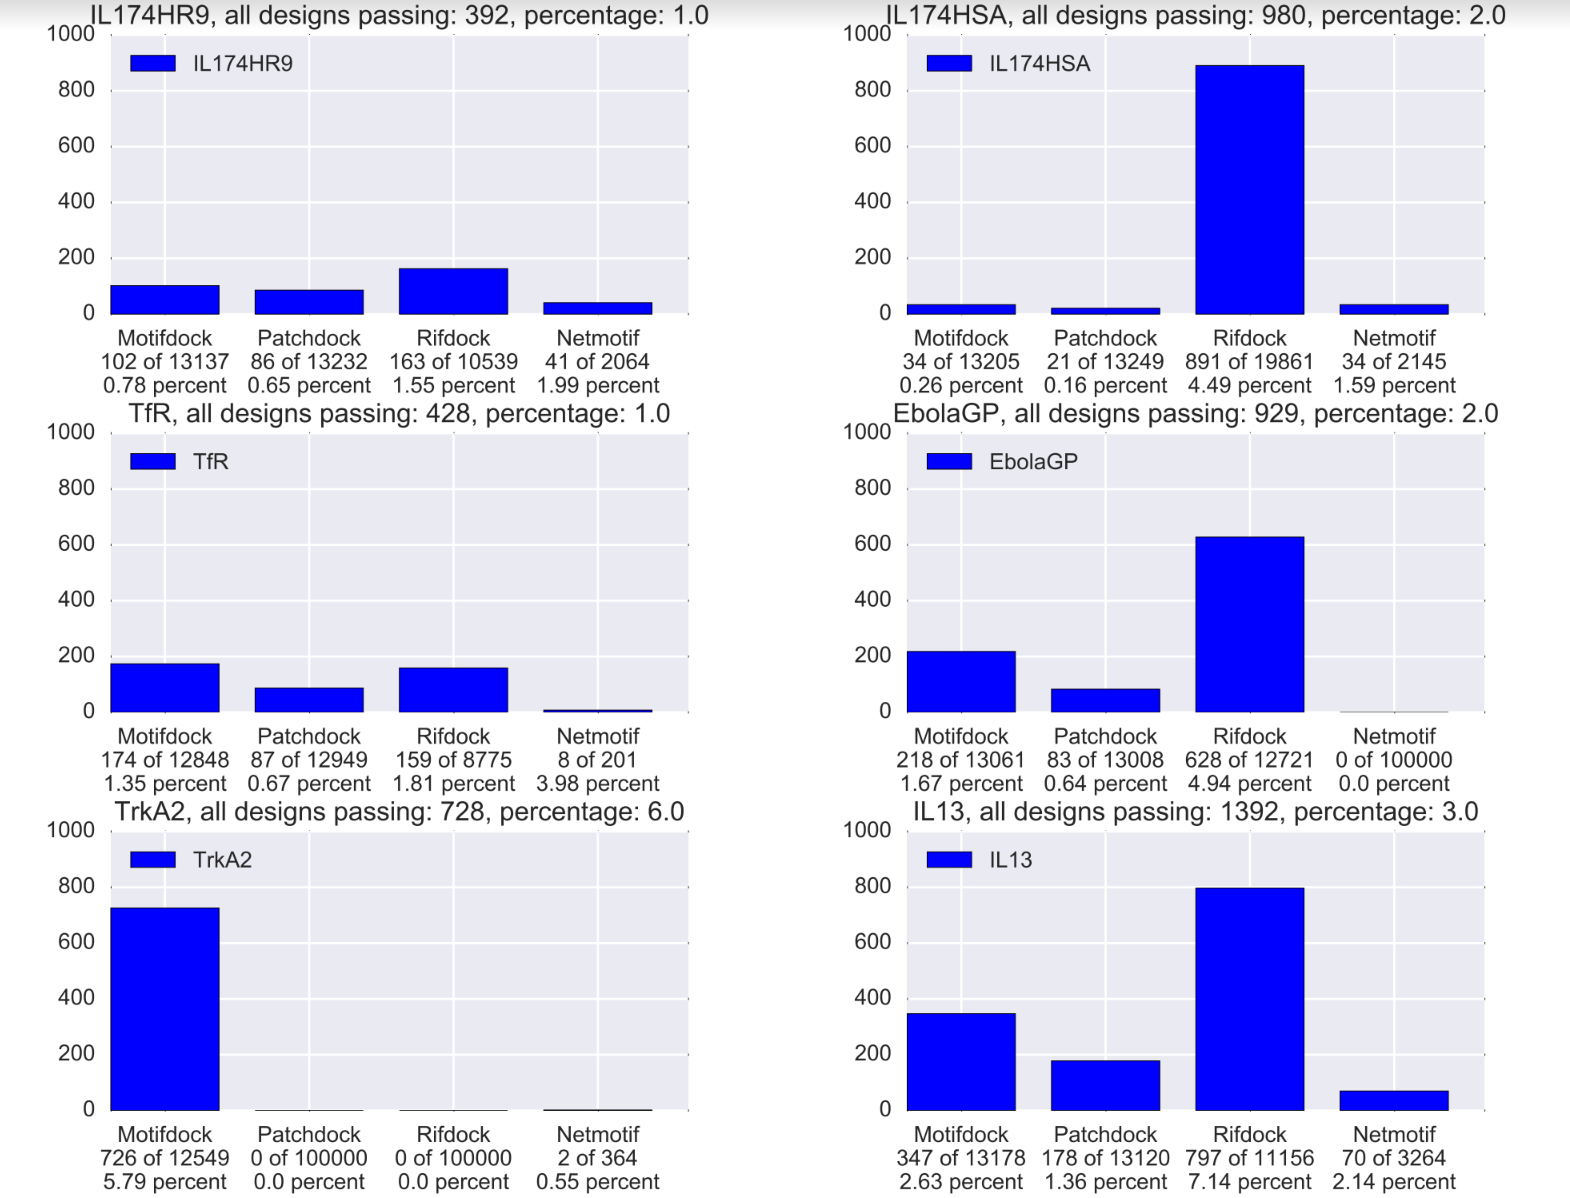 IL174HR9, all designs passing: 392, percentage: 1.0
1000
800
600
400
200
0
IL174HR9
Motifdock Patchdock Rifdock Netmotif
102 of 13137 86 of 13232 163 of 10539 41 of 2064
0.78 percent 0.65 percent 1.55 percent 1.99 percent
IL174HSA, all designs passing: 980, percentage: 2.0
1000
800
600
400
200
0
IL174HSA
Motifdock Patchdock Rifdock Netmotif
34 of 13205 21 of 13249 891 of 19861 34 of 2145
0.26 percent 0.16 percent 4.49 percent 1.59 percent
TfR, all designs passing: 428, percentage: 1.0
1000
800
600
400
200
0
TfR
Motifdock Patchdock Rifdock Netmotif
174 of 12848 87 of 12949 159 of 8775 8 of 201
1.35 percent 0.67 percent 1.81 percent 3.98 percent
EbolaGP, all designs passing: 929, percentage: 2.0
1000
800
600
400
200
0
EbolaGP
Motifdock Patchdock Rifdock Netmotif
218 of 13061 83 of 13008 628 of 12721 0 of 100000
1.67 percent 0.64 percent 4.94 percent 0.0 percent
TrkA2, all designs passing: 728, percentage: 6.0
1000
800
600
400
200
0
TrkA2
Motifdock Patchdock Rifdock Netmotif
726 of 12549 0 of 100000 0 of 100000 2 of 364
5.79 percent 0.0 percent 0.0 percent 0.55 percent
IL13, all designs passing: 1392, percentage: 3.0
1000
800
600
400
200
0
IL13
Motifdock Patchdock Rifdock Netmotif
347 of 13178 178 of 13120 797 of 11156 70 of 3264
2.63 percent 1.36 percent 7.14 percent 2.14 percent